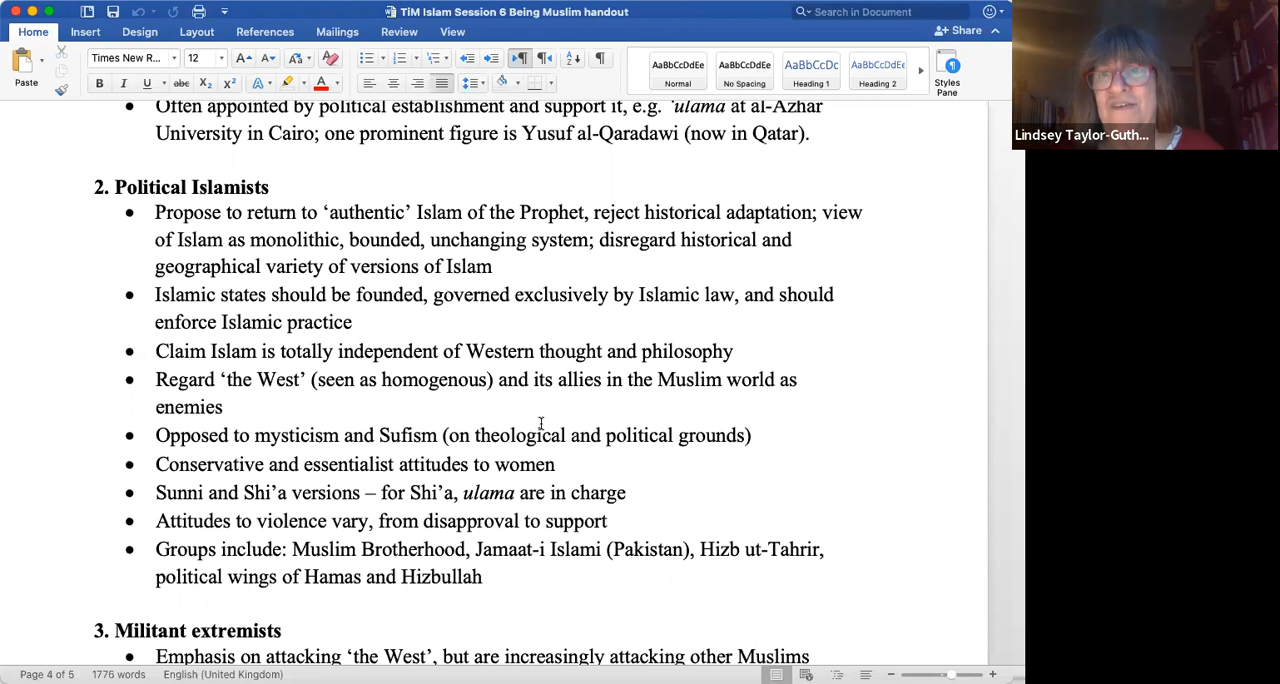 TiM Islam Session 6 Being Muslim handout
Search in Document
Home Insert Design Layout References Mailings Review View
Share
Paste
Times New R... 12
AaBbCcDdEe AaBbCcDdEe AaBbCcDc AaBbCcDdEe
Normal No Spacing Heading 1 Heading 2
Styles Pane
Lindsey Taylor-Guth...
• Often appointed by political establishment and support it, e.g. 'ulama at al-Azhar
University in Cairo; one prominent figure is Yusuf al-Qaradawi (now in Qatar).
2. Political Islamists
• Propose to return to ‘authentic’ Islam of the Prophet, reject historical adaptation; view
of Islam as monolithic, bounded, unchanging system; disregard historical and
geographical variety of versions of Islam
• Islamic states should be founded, governed exclusively by Islamic law, and should
enforce Islamic practice
• Claim Islam is totally independent of Western thought and philosophy
• Regard ‘the West’ (seen as homogenous) and its allies in the Muslim world as
enemies
• Opposed to mysticism and Sufism (on theological and political grounds)
• Conservative and essentialist attitudes to women
• Sunni and Shi’a versions – for Shi’a, ulama are in charge
• Attitudes to violence vary, from disapproval to support
• Groups include: Muslim Brotherhood, Jamaat-i Islami (Pakistan), Hizb ut-Tahrir,
political wings of Hamas and Hizbullah
3. Militant extremists
• Emphasis on attacking ‘the West’, but are increasingly attacking other Muslims
Page 4 of 5 1776 words English (United Kingdom)